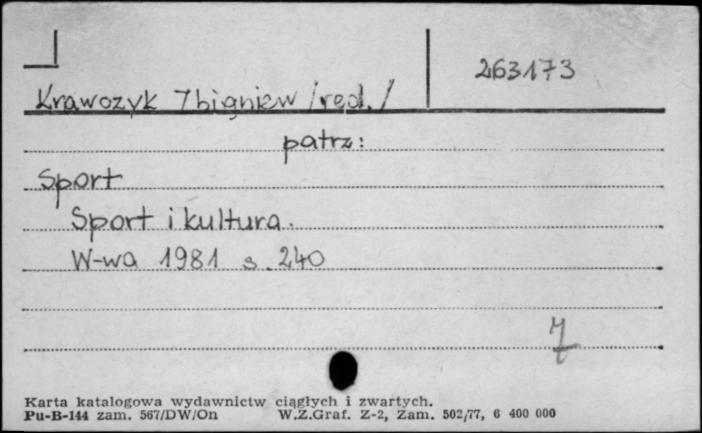 263173
Krawczyk Zbigniew /red./
patrz:
Sport
Sport i kultura.
W-wa 1981 s. 240
Karta katalogowa wydawnictw ciągłych i zwartych.
Pu-B-144 zam. 567/DW/On W.Z.Graf. Z-2, Zam. 502/77, 6 400 000